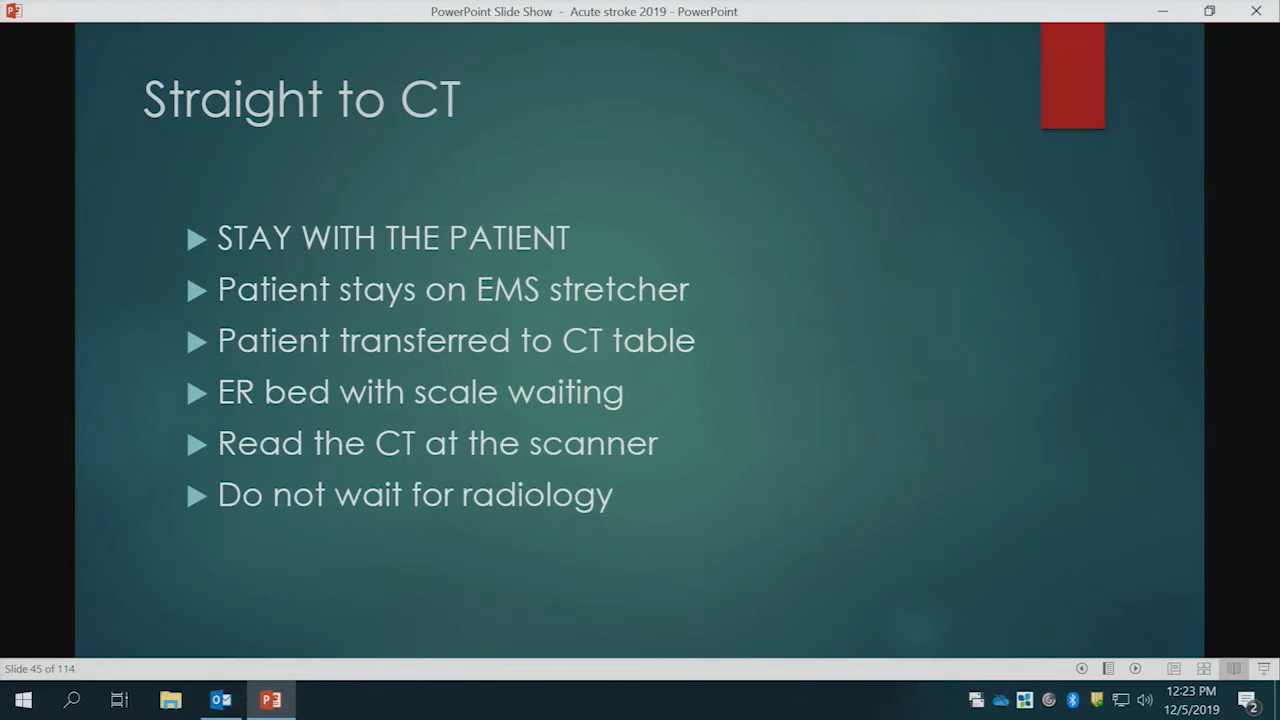 PowerPoint Slide Show - Acute stroke 2019 - PowerPoint
Straight to CT
STAY WITH THE PATIENT
Patient stays on EMS stretcher
Patient transferred to CT table
ER bed with scale waiting
Read the CT at the scanner
Do not wait for radiology
Slide 45 of 114
12:23 PM
12/5/2019
2